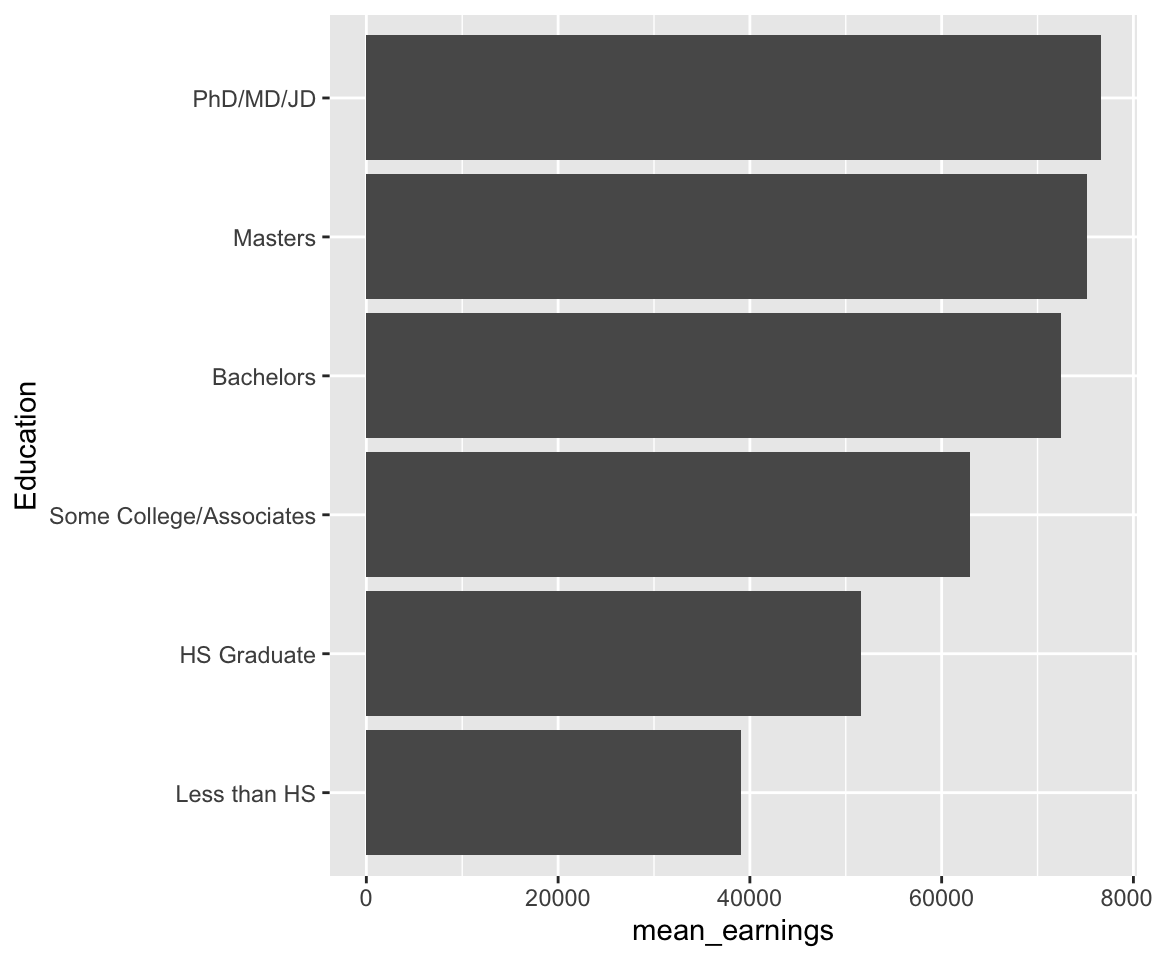 PhD/MD/JD
Masters
Bachelors
Education
Some College/Associates
HS Graduate
Less than HS
0 20000 40000 60000 8000
mean_earnings